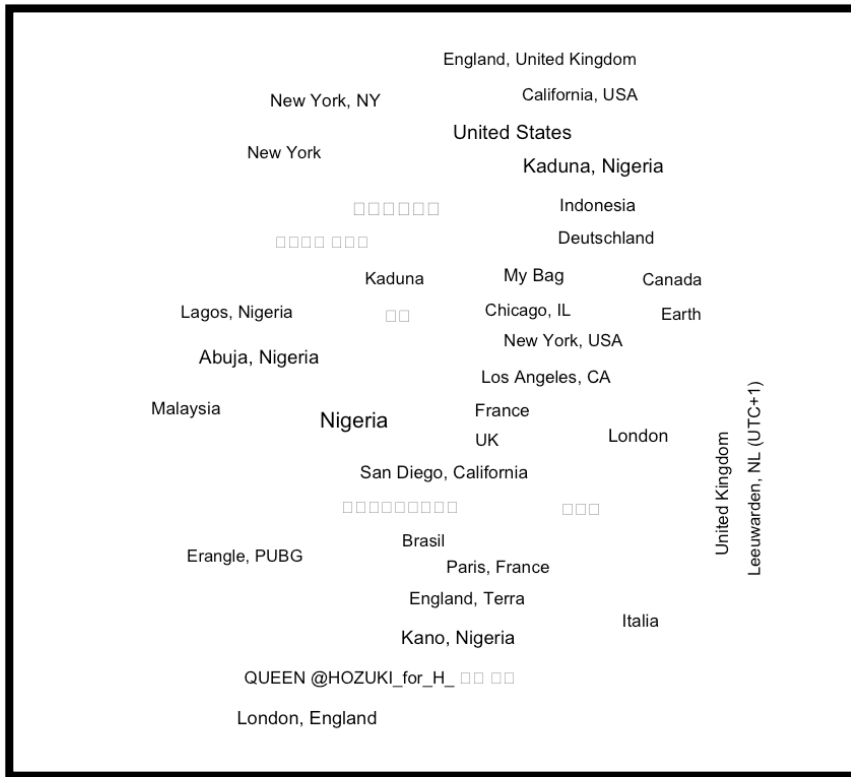 England, United Kingdom
California, USA
New York, NY
United States
New York
Kaduna, Nigeria
Indonesia
Deutschland
Kaduna
My Bag
Canada
Lagos, Nigeria
Chicago, IL
Earth
New York, USA
Abuja, Nigeria
Los Angeles, CA
Malaysia
France
Nigeria
London
UK
San Diego, California
United Kingdom
Leeuwarden, NL (UTC+1)
Brasil
Erangle, PUBG
Paris, France
England, Terra
Italia
Kano, Nigeria
QUEEN @HOZUKI_for_H_
London, England